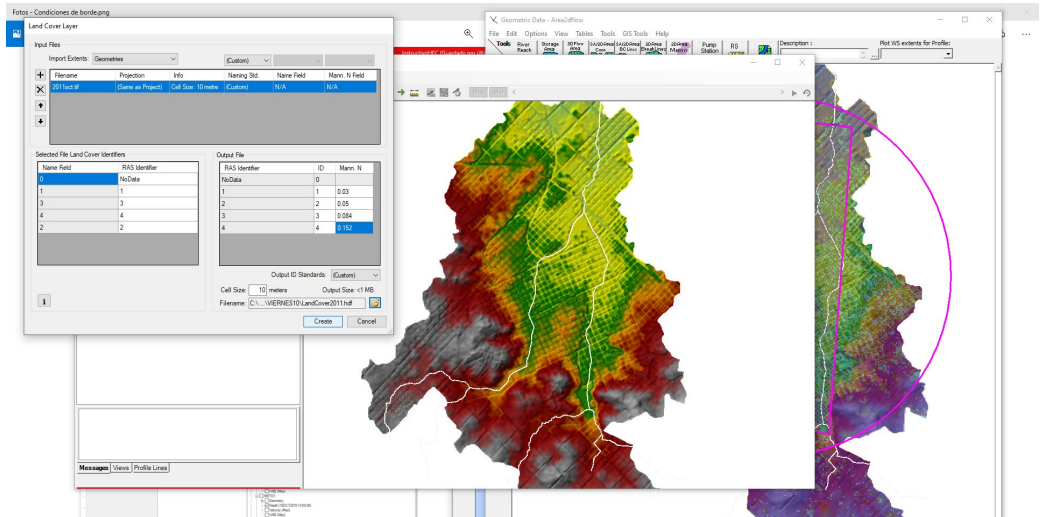 Fotos - Condiciones de borde.png
Land Cover Layer
Input Files
Import Extents: Geometries
(Custom)
Filename Projection Info Naming Std. Name Field Mann. N Field
2011oct.tif (Same as Project) Cell Size: 10 metre (Custom) N/A N/A
Selected File Land Cover Identifiers
Name Field RAS Identifier
0 NoData
1 1
3 3
4 4
2 2
Output File
RAS Identifier ID Mann. N
NoData 0
1 1 0.03
2 2 0.05
3 3 0.084
4 4 0.152
Output ID Standards: (Custom)
Cell Size: 10 meters Output Size: <1 MB
Filename: C:\...\VIERNES10\LandCover2011.hdf
i
Create Cancel
Messages Views Profile Lines
Geometric Data - Area2dflow
File Edit Options View Tables Tools GIS Tools Help
Tools River Reach Storage Area 2D Flow Area Pump Station RS
Description :
Plot WS extents for Profile: